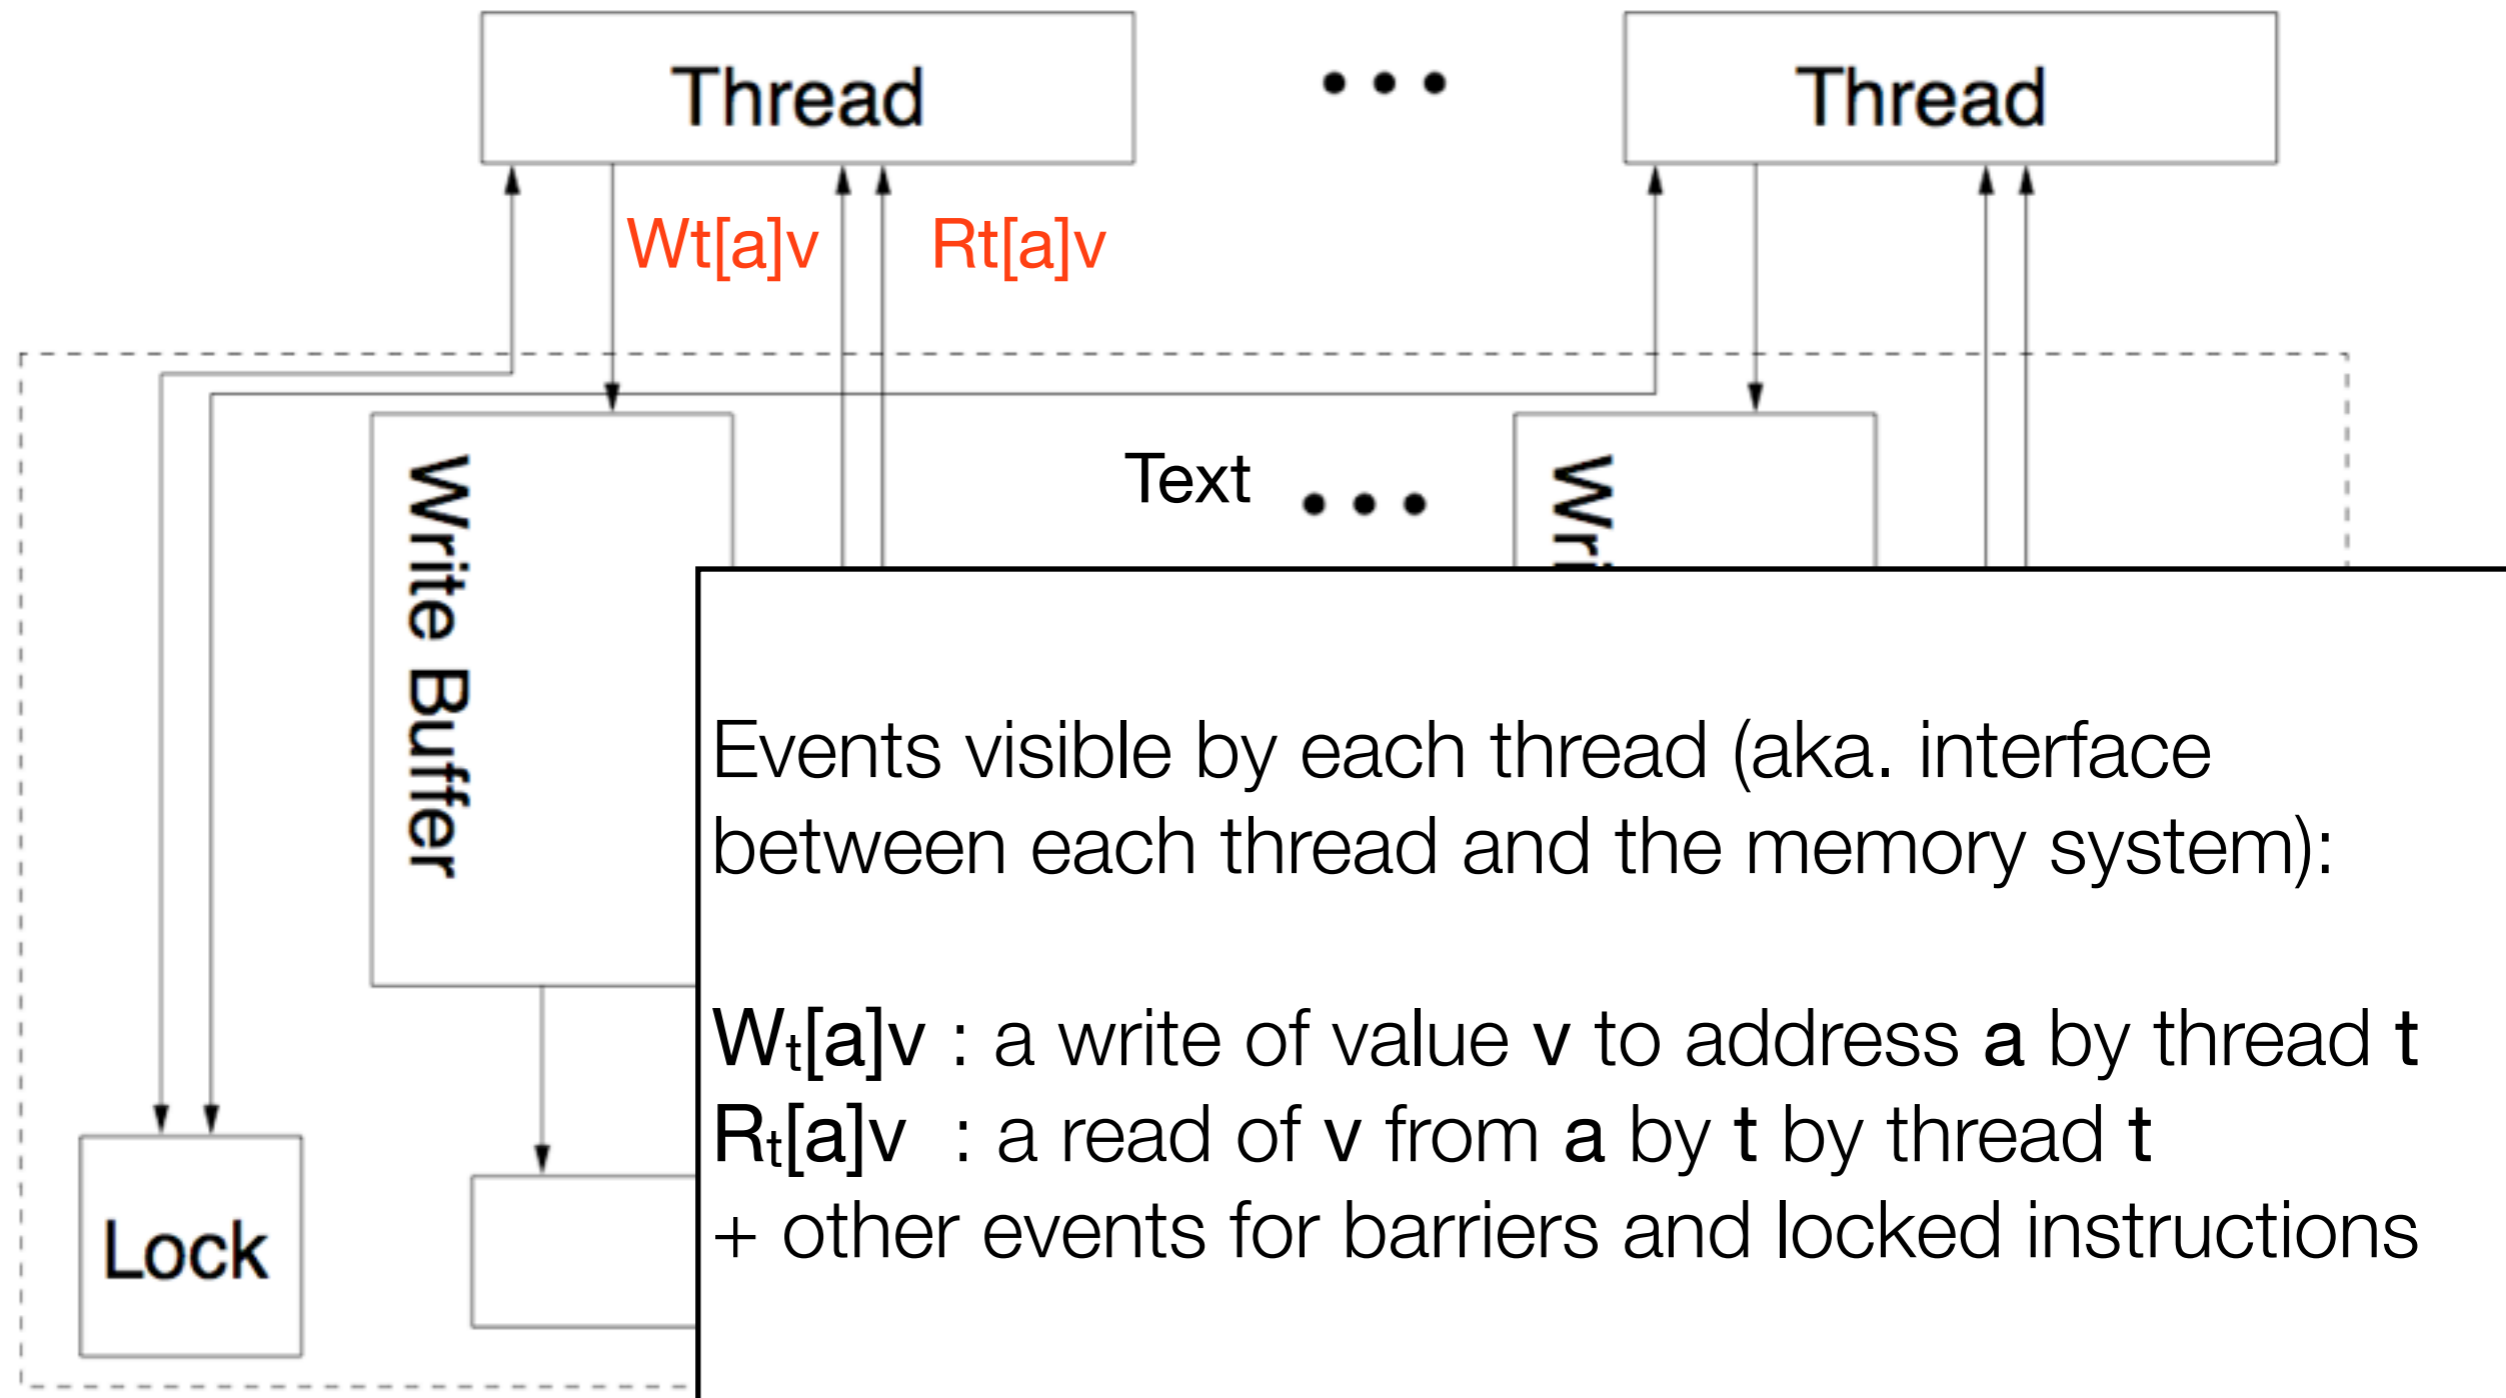 Thread
• • •
Thread
Wt[a]v
Rt[a]v
Write Buffer
Text
• • •
Wri
Events visible by each thread (aka. interface
between each thread and the memory system):
Wt[a]v : a write of value v to address a by thread t
Rt[a]v : a read of v from a by t by thread t
+ other events for barriers and locked instructions
Lock